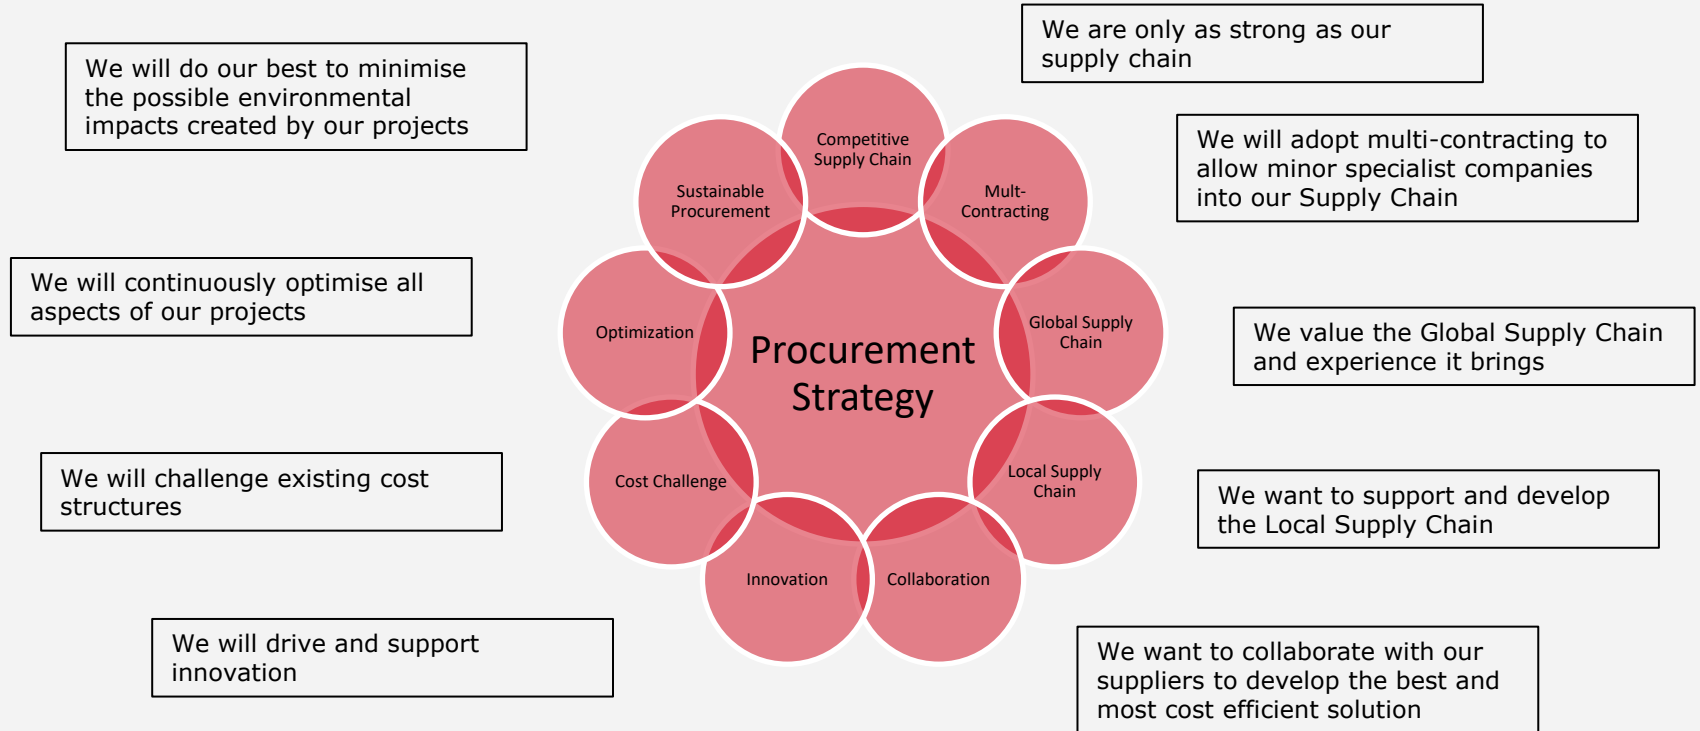 We are only as strong as our
supply chain
We will do our best to minimise
the possible environmental
impacts created by our projects
Competitive
Supply Chain
We will adopt multi-contracting to
allow minor specialist companies
into our Supply Chain
Sustainable
Procurement
Mult-
Contracting
We will continuously optimise all
aspects of our projects
Optimization
Procurement
Strategy
Global Supply
Chain
We value the Global Supply Chain
and experience it brings
We will challenge existing cost
structures
Cost Challenge
Local Supply
Chain
We want to support and develop
the Local Supply Chain
Innovation
Collaboration
We will drive and support
innovation
We want to collaborate with our
suppliers to develop the best and
most cost efficient solution